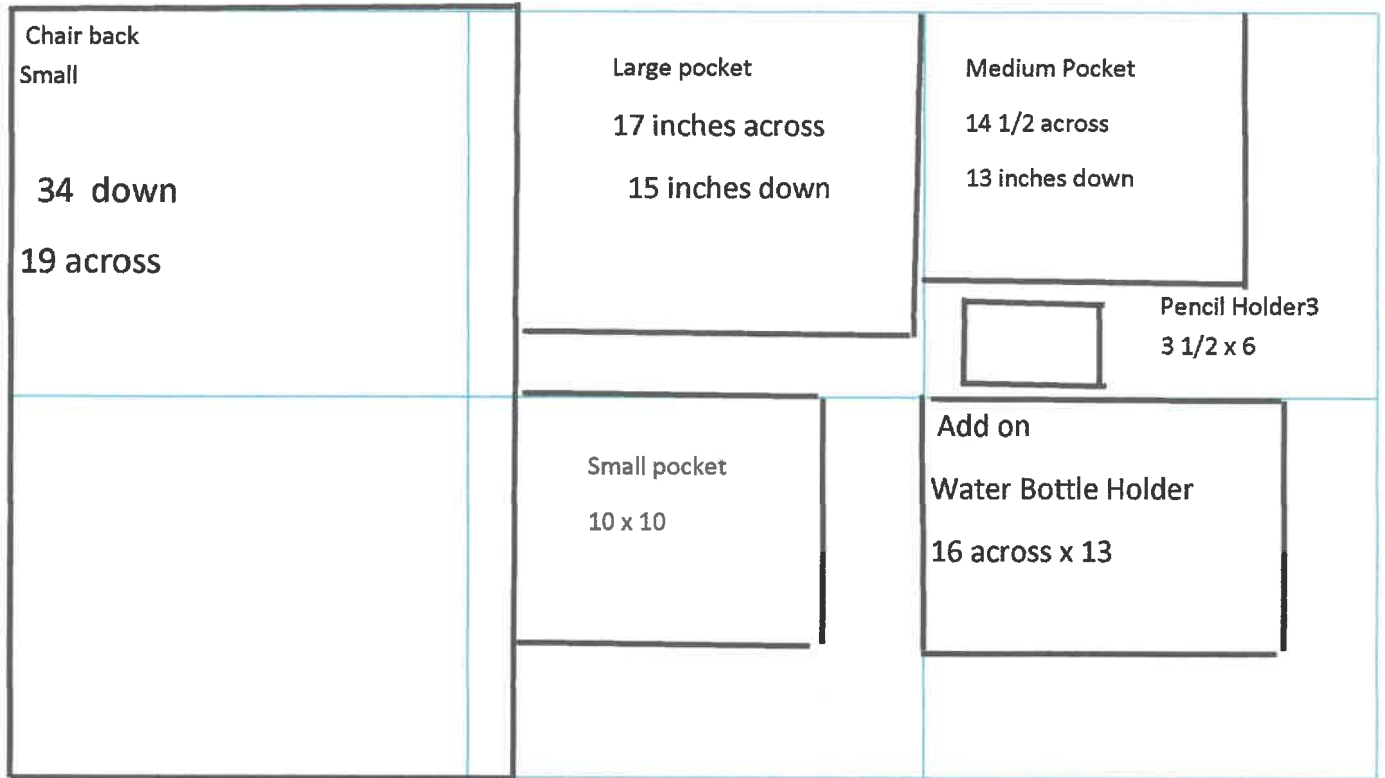 Chair back
Small
34 down
19 across
Large pocket
17 inches across
15 inches down
Medium Pocket
14 1/2 across
13 inches down
Pencil Holder3
3 1/2 x 6
Small pocket
10 x 10
Add on
Water Bottle Holder
16 across x 13